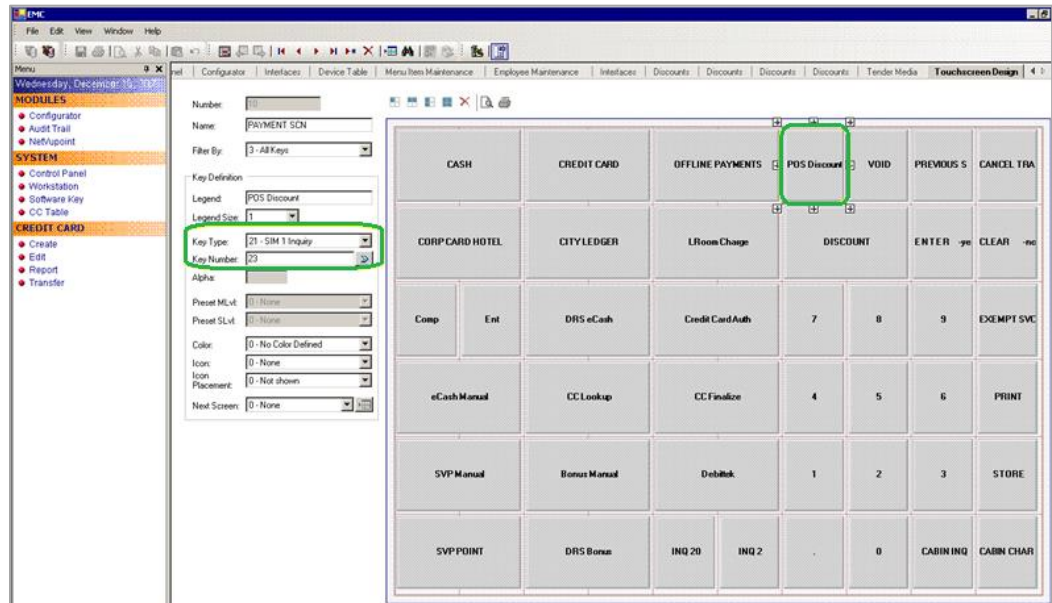 EMC
File Edit View Window Help
Menu
Wednesday, December
MODULES
Configurator
Audit Trail
NetVupoint
SYSTEM
Control Panel
Workstation
Software Key
CC Table
CREDIT CARD
Create
Edit
Report
Transfer
nel Configurator Interfaces Device Table Menu Item Maintenance Employee Maintenance Interfaces Discounts Discounts Discounts Discounts Tender Media Touchscreen Design
Number: 10
Name: PAYMENT SCN
Filter By: 3 - All Keys
Key Definition
Legend: POS Discount
Legend Size: 1
Key Type: 21 - SIM 1 Inquiry
Key Number: 23
Alpha:
Preset MLvl: 0 - None
Preset SLvl: 0 - None
Color: 0 - No Color Defined
Icon: 0 - None
Icon Placement: 0 - Not shown
Next Screen: 0 - None
CASH CREDIT CARD OFFLINE PAYMENTS POS Discount VOID PREVIOUS S CANCEL TRA
CORP CARD HOTEL CITY LEDGER LRoom Charge DISCOUNT ENTER -ye CLEAR -no
Comp Ent DRS eCash Credit Card Auth 7 8 9 EXEMPT SVC
eCash Manual CC Lookup CC Finalize 4 5 6 PRINT
SVP Manual Bonus Manual Debittek 1 2 3 STORE
SVP POINT DRS Bonus INQ 20 INQ 2 . 0 CABIN INQ CABIN CHAR